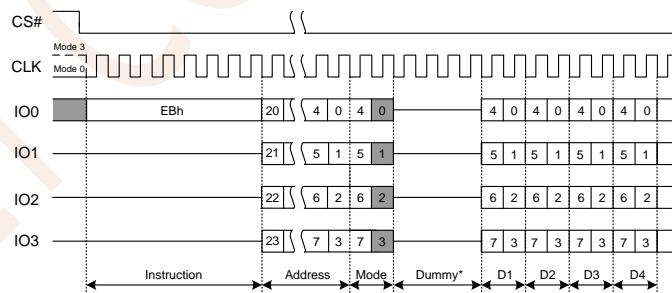 CS#
Mode 3
CLK Mode 0
IO0 EBh 20 4 0 4 0 4 0 4 0 4 0 4 0
IO1 21 5 1 5 1 5 1 5 1 5 1 5 1
IO2 22 6 2 6 2 6 2 6 2 6 2 6 2
IO3 23 7 3 7 3 7 3 7 3 7 3 7 3
Instruction Address Mode Dummy* D1 D2 D3 D4